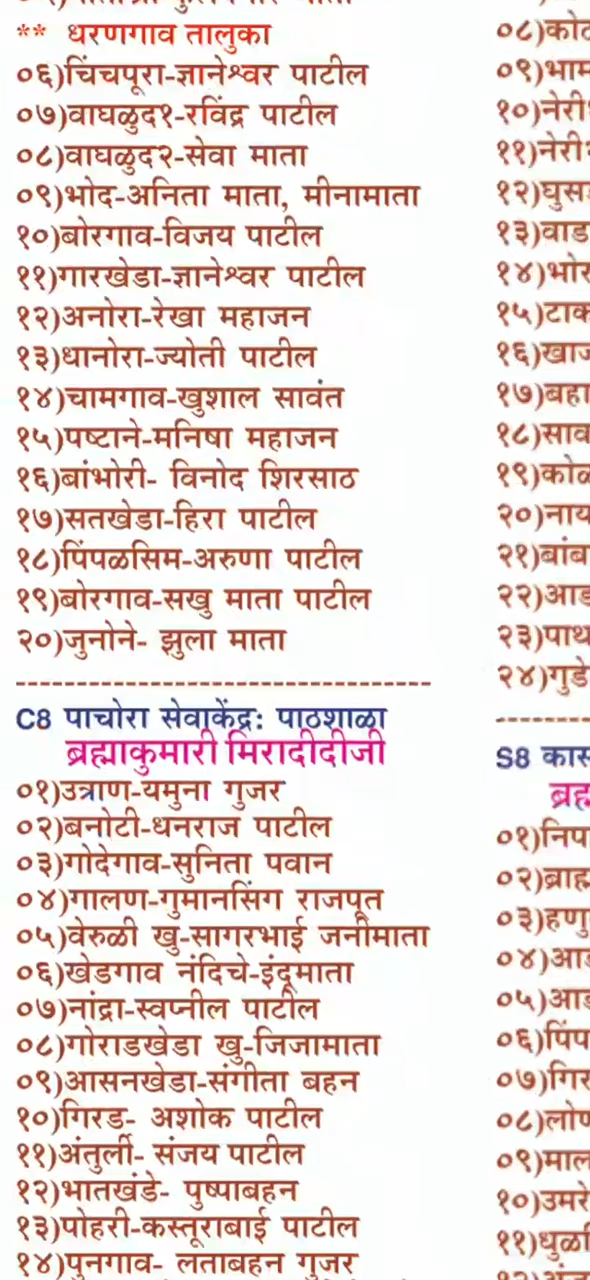 ** धरणगाव तालुका
०६)चिंचपूरा-ज्ञानेश्वर पाटील
०७)वाघळुद१-रविंद्र पाटील
०८)वाघळुद२-सेवा माता
०९)भोद-अनिता माता, मीनामाता
१०)बोरगाव-विजय पाटील
११)गारखेडा-ज्ञानेश्वर पाटील
१२)अनोरा-रेखा महाजन
१३)धानोरा-ज्योती पाटील
१४)चामगाव-खुशाल सावंत
१५)पष्टाने-मनिषा महाजन
१६)बांभोरी- विनोद शिरसाठ
१७)सतखेडा-हिरा पाटील
१८)पिंपळसिम-अरुणा पाटील
१९)बोरगाव-सखु माता पाटील
२०)जुनोने- झुला माता
C8 पाचोरा सेवाकेंद्र: पाठशाळा
ब्रह्माकुमारी मिरादीदीजी
०१)उत्राण-यमुना गुजर
०२)बनोटी-धनराज पाटील
०३)गोदेगाव-सुनिता पवान
०४)गालण-गुमानसिंग राजपूत
०५)वेरुळी खु-सागरभाई जनीमाता
०६)खेडगाव नंदिचे-इंदूमाता
०७)नांद्रा-स्वप्नील पाटील
०८)गोराडखेडा खु-जिजामाता
०९)आसनखेडा-संगीता बहन
१०)गिरड- अशोक पाटील
११)अंतुर्ली- संजय पाटील
१२)भातखंडे- पुष्पाबहन
१३)पोहरी-कस्तूराबाई पाटील
१४)पुनगाव- लताबहन गुजर
०८)
०९)
१०)नेरी
११)नेरी
१२)
१३)
१४)
१५)
१६)
१७)
१८)
१९)
२०)
२१)
२२)
२३)
२४)
S8
०१)
०२)
०३)
०४)
०५)
०६)
०७)
०८)
०९)
१०)
११)